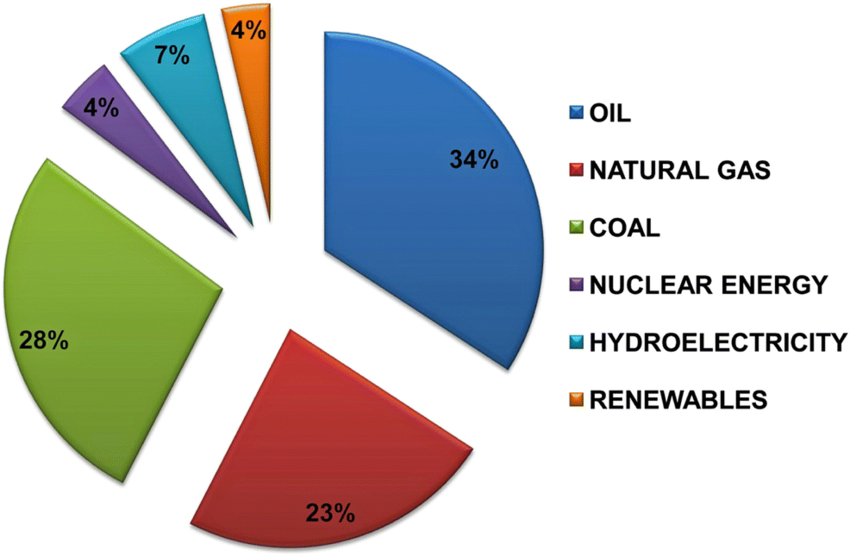 4%
7%
4%
34%
28%
23%
OIL
NATURAL GAS
COAL
NUCLEAR ENERGY
HYDROELECTRICITY
RENEWABLES